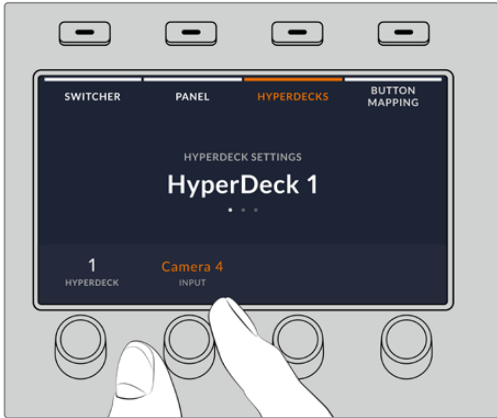 SWITCHER PANEL HYPERDECKS BUTTON MAPPING
HYPERDECK SETTINGS
HyperDeck 1
1 Camera 4
HYPERDECK INPUT